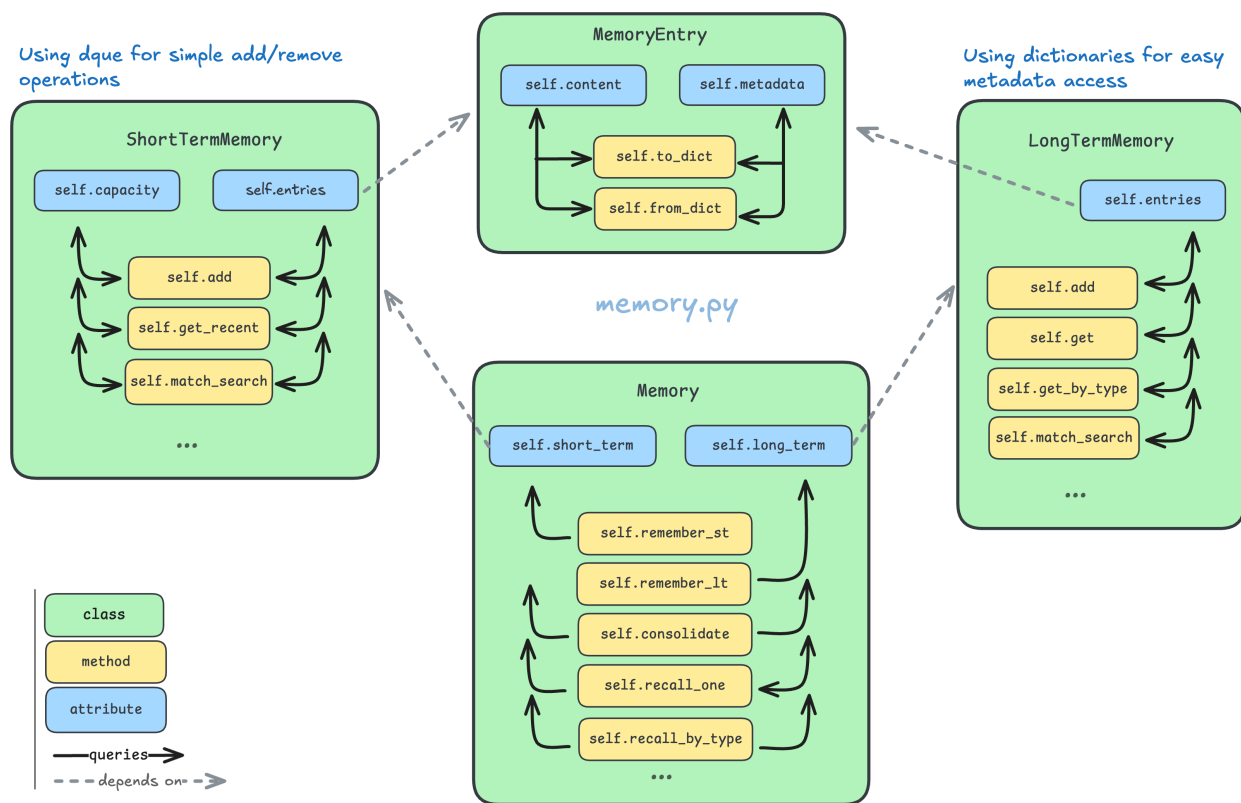 Using dque for simple add/remove
operations
ShortTermMemory
self.capacity
self.entries
self.add
self.get_recent
self.match_search
...
MemoryEntry
self.content
self.metadata
self.to_dict
self.from_dict
memory.py
Using dictionaries for easy
metadata access
LongTermMemory
self.entries
self.add
self.get
self.get_by_type
self.match_search
...
Memory
self.short_term
self.long_term
self.remember_st
self.remember_lt
self.consolidate
self.recall_one
self.recall_by_type
...
class
method
attribute
queries
depends on